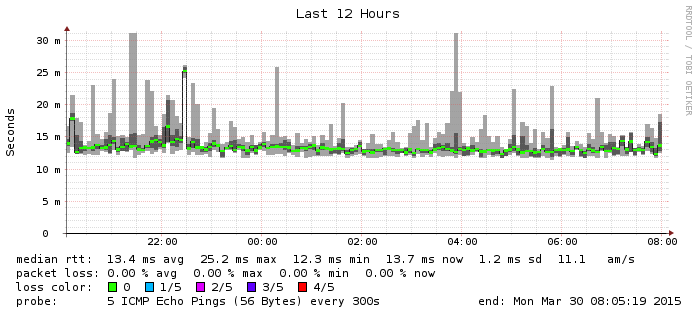 Last 12 Hours
RRDTOOL / TOBI OETIKER
Seconds
30 m
25 m
20 m
15 m
10 m
5 m
0
22:00 00:00 02:00 04:00 06:00 08:00
median rtt: 13.4 ms avg 25.2 ms max 12.3 ms min 13.7 ms now 1.2 ms sd 11.1 am/s
packet loss: 0.00 % avg 0.00 % max 0.00 % min 0.00 % now
loss color: 0 1/5 2/5 3/5 4/5
probe: 5 ICMP Echo Pings (56 Bytes) every 300s end: Mon Mar 30 08:05:19 2015